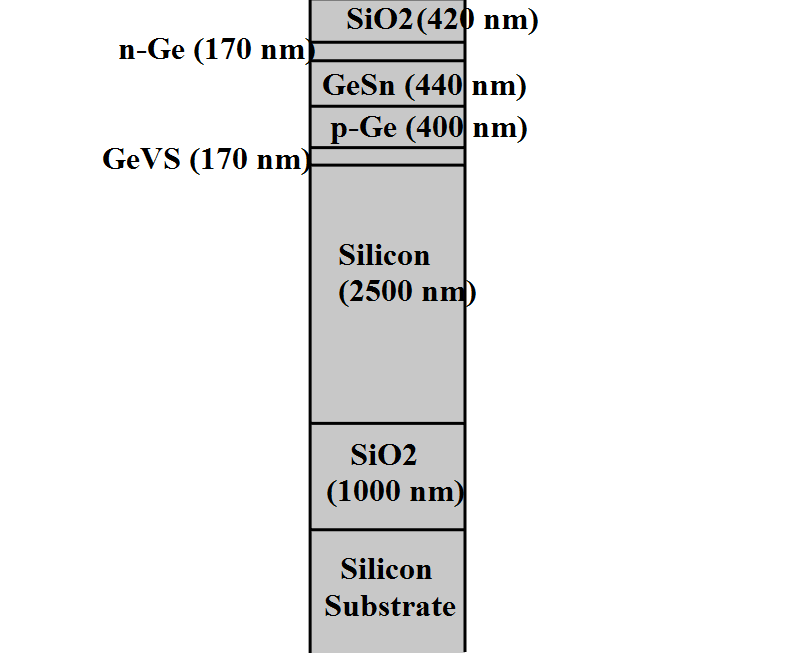 SiO2(420 nm)
n-Ge (170 nm)
GeSn (440 nm)
p-Ge (400 nm)
GeVS (170 nm)
Silicon
(2500 nm)
SiO2
(1000 nm)
Silicon
Substrate